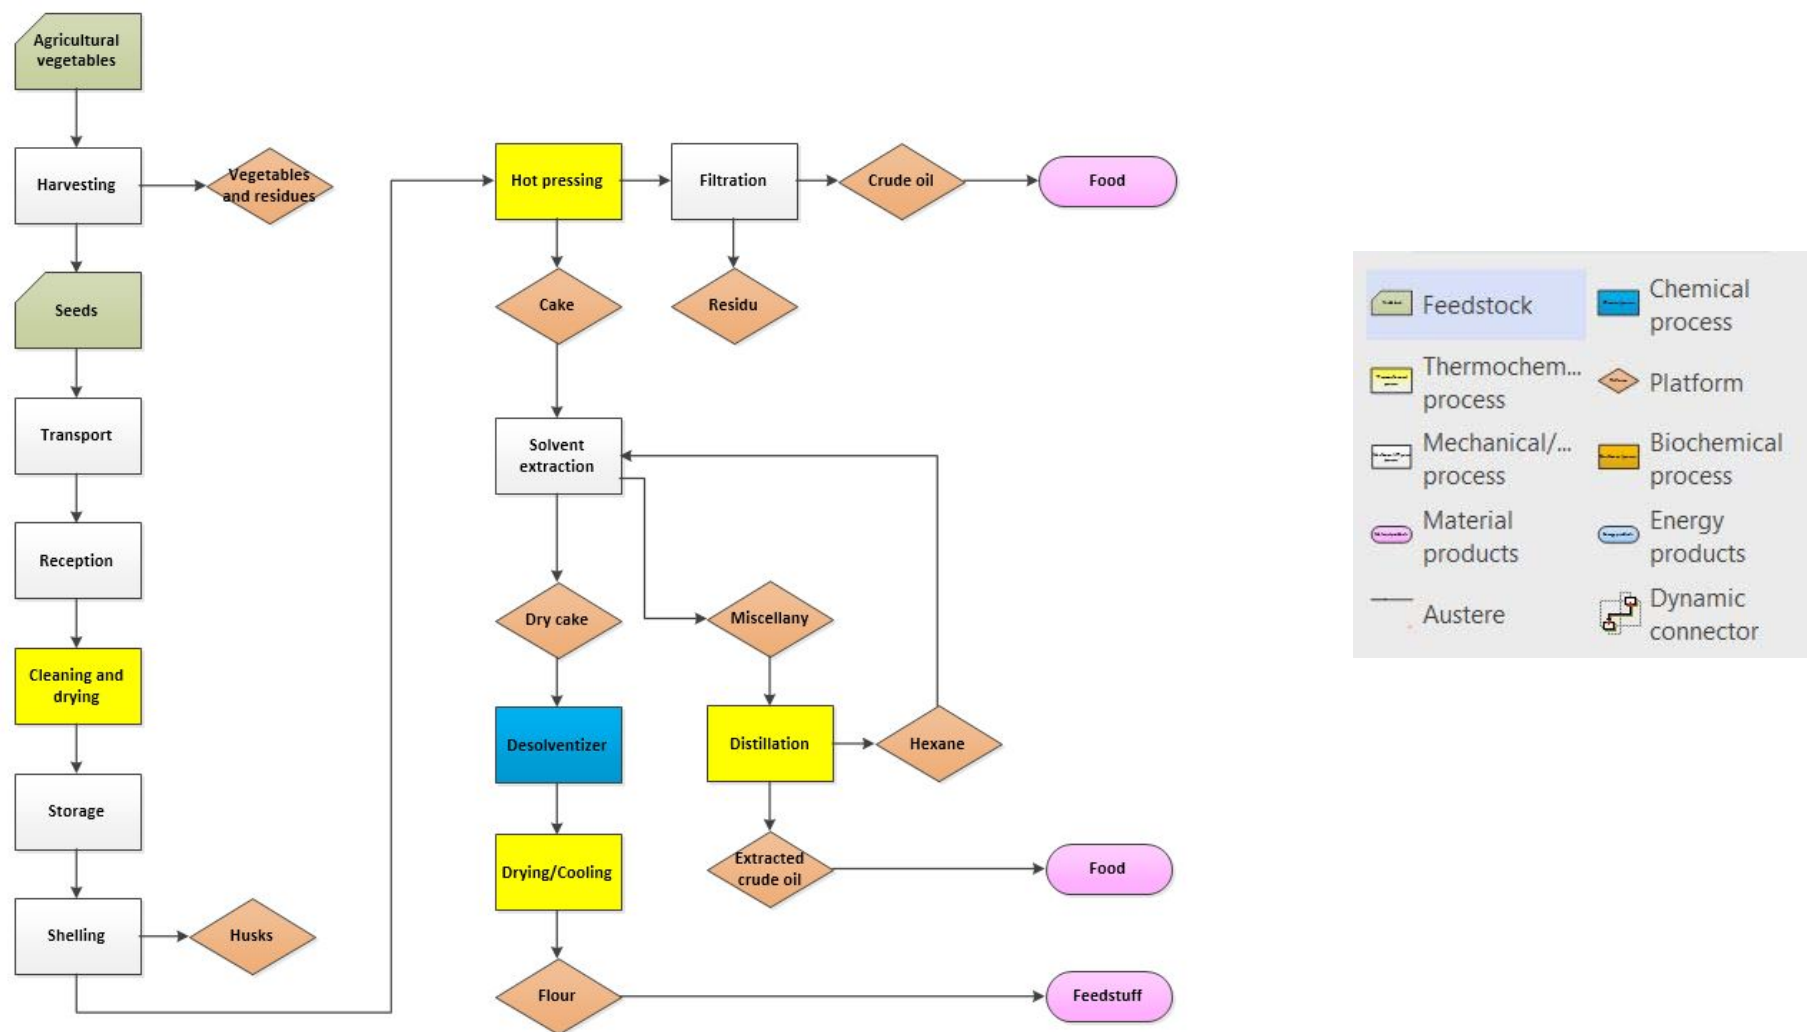 Agricultural
vegetables
Harvesting
Vegetables
and residues
Seeds
Transport
Reception
Cleaning and
drying
Storage
Shelling
Husks
Hot pressing
Filtration
Crude oil
Food
Cake
Residu
Solvent
extraction
Dry cake
Miscellany
Desolventizer
Distillation
Hexane
Drying/Cooling
Extracted
crude oil
Food
Flour
Feedstuff
Feedstock
Chemical
process
Thermochem...
process
Platform
Mechanical/...
process
Biochemical
process
Material
products
Energy
products
Austere
Dynamic
connector